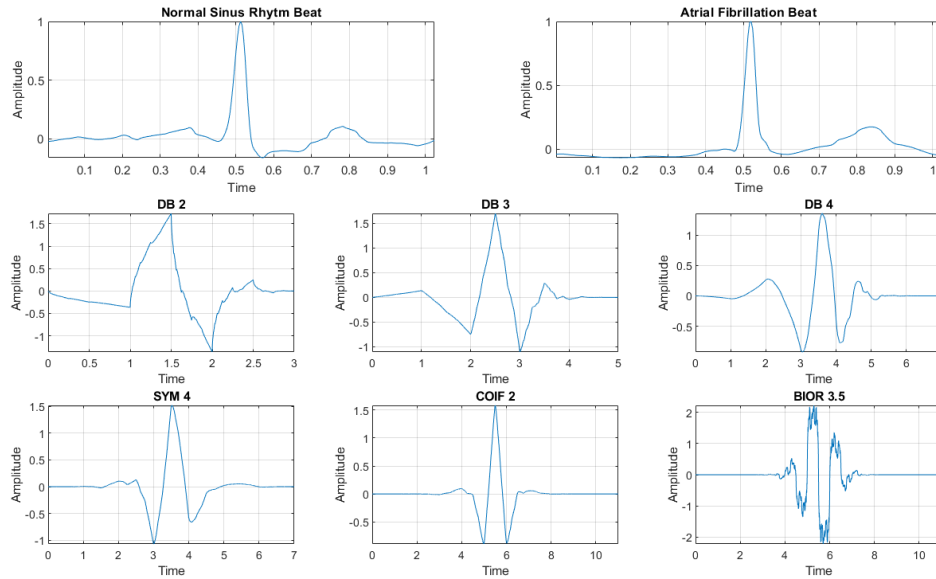 Normal Sinus Rhytm Beat
Atrial Fibrillation Beat
1
0.5
0
Amplitude
0.1 0.2 0.3 0.4 0.5 0.6 0.7 0.8 0.9 1
Time
1
0.5
0
Amplitude
0.1 0.2 0.3 0.4 0.5 0.6 0.7 0.8 0.9 1
Time
DB 2
1.5
1
0.5
0
-0.5
-1
Amplitude
0 0.5 1 1.5 2 2.5 3
Time
DB 3
1.5
1
0.5
0
-0.5
-1
Amplitude
0 1 2 3 4 5
Time
DB 4
1
0.5
0
-0.5
Amplitude
0 1 2 3 4 5 6
Time
SYM 4
1.5
1
0.5
0
-0.5
-1
Amplitude
0 1 2 3 4 5 6 7
Time
COIF 2
1.5
1
0.5
0
-0.5
Amplitude
0 2 4 6 8 10
Time
BIOR 3.5
2
1
0
-1
-2
Amplitude
0 2 4 6 8 10
Time